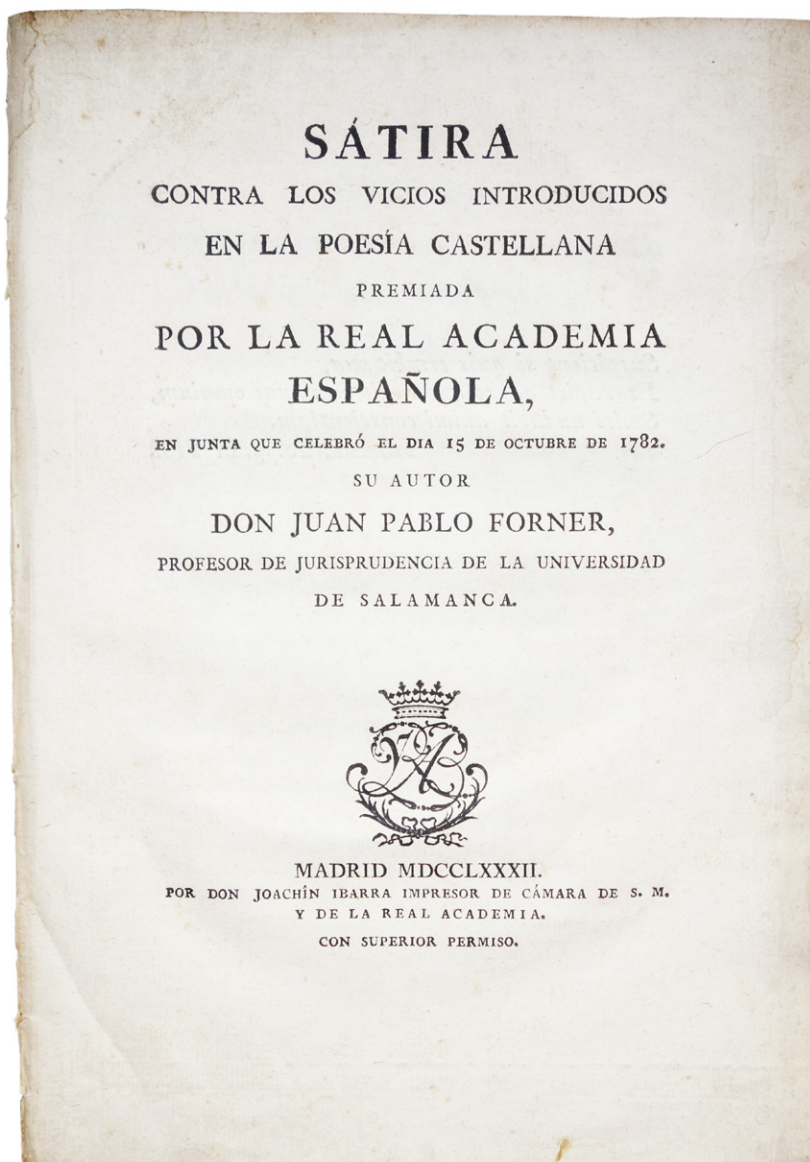 SÁTIRA
CONTRA LOS VICIOS INTRODUCIDOS
EN LA POESÍA CASTELLANA
PREMIADA
POR LA REAL ACADEMIA
ESPAÑOLA,
EN JUNTA QUE CELEBRÓ EL DIA 15 DE OCTUBRE DE 1782.
SU AUTOR
DON JUAN PABLO FORNER,
PROFESOR DE JURISPRUDENCIA DE LA UNIVERSIDAD
DE SALAMANCA.
MADRID MDCCLXXXII.
POR DON JOACHÎN IBARRA IMPRESOR DE CÁMARA DE S. M.
Y DE LA REAL ACADEMIA.
CON SUPERIOR PERMISO.